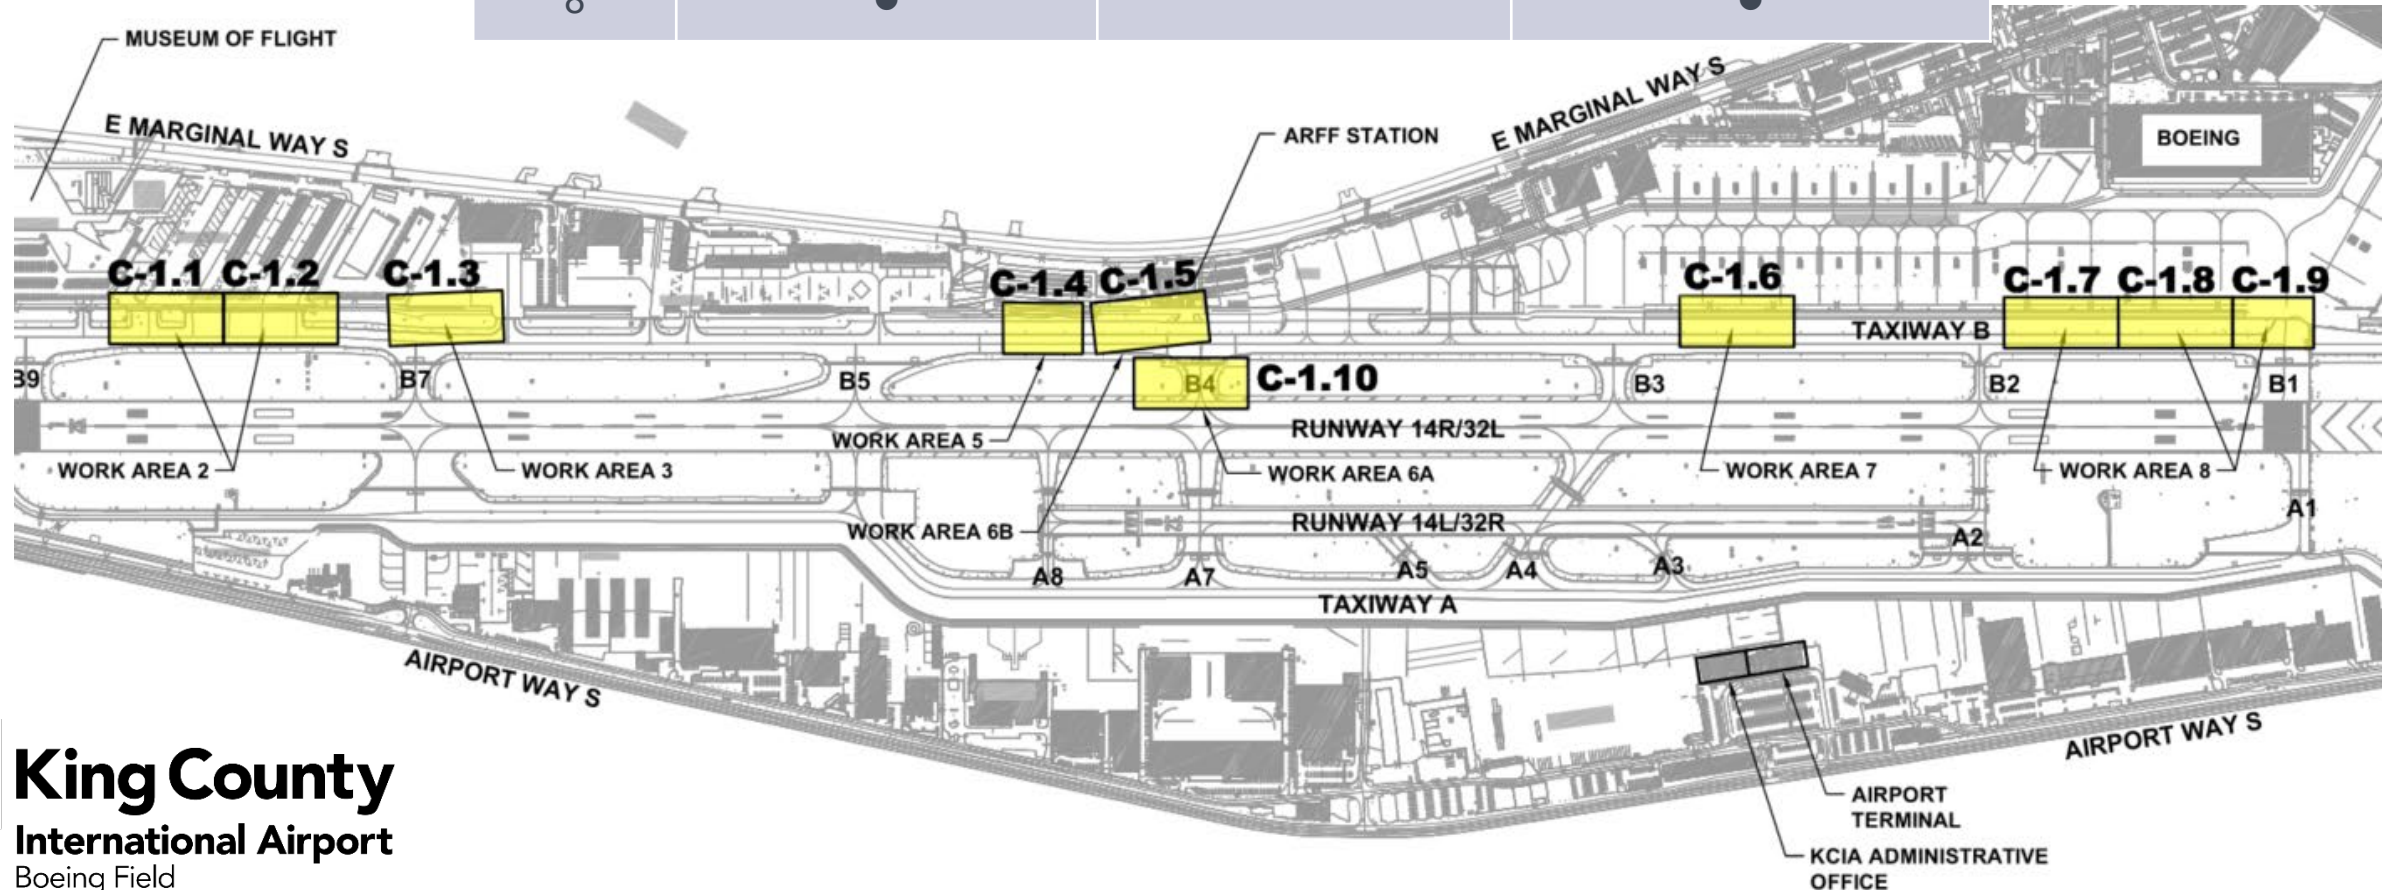 MUSEUM OF FLIGHT
E MARGINAL WAY S
E MARGINAL WAY S
ARFF STATION
BOEING
C-1.1
C-1.2
C-1.3
C-1.4
C-1.5
C-1.6
C-1.7
C-1.8
C-1.9
TAXIWAY B
B9
B7
B5
B4
C-1.10
B3
B2
B1
RUNWAY 14R/32L
WORK AREA 5
WORK AREA 2
WORK AREA 3
WORK AREA 6A
WORK AREA 7
WORK AREA 8
A1
RUNWAY 14L/32R
WORK AREA 6B
A2
A8
A7
A5
A4
A3
TAXIWAY A
AIRPORT WAY S
AIRPORT WAY S
AIRPORT
TERMINAL
KCIA ADMINISTRATIVE
OFFICE
King County
International Airport
Boeing Field